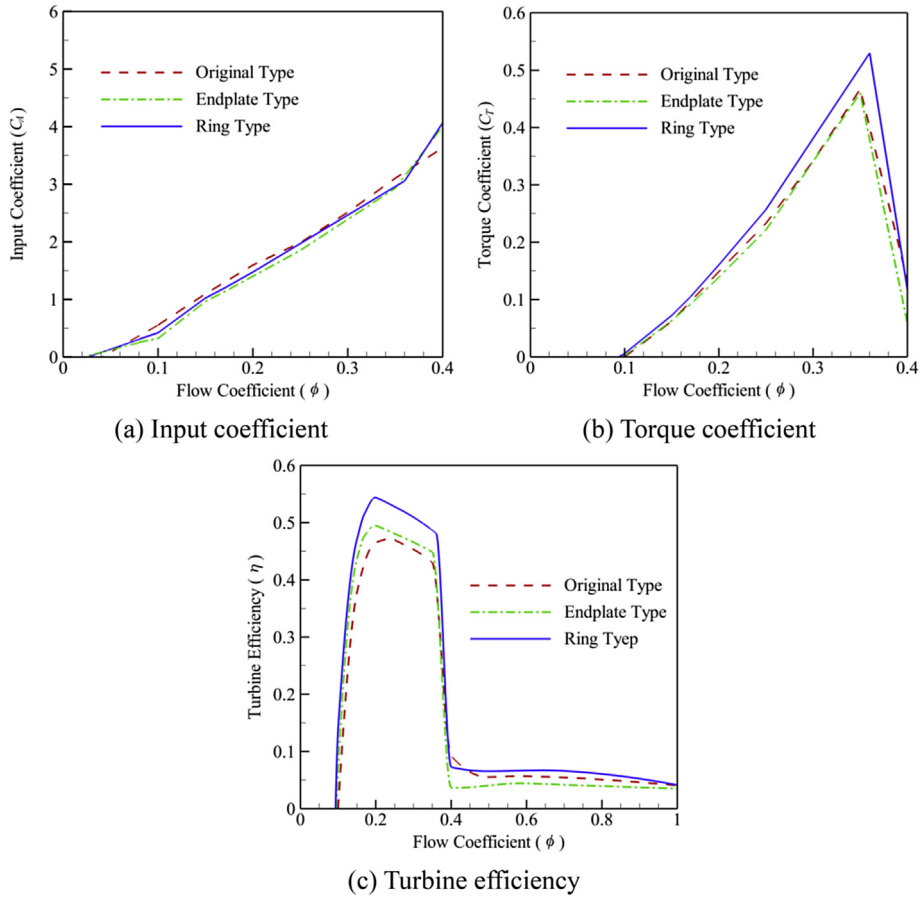 6
5
4
3
2
1
0
Input Coefficient (CA)
Original Type
Endplate Type
Ring Type
0 0.1 0.2 0.3 0.4
Flow Coefficient ( ϕ )
(a) Input coefficient
0.6
0.5
0.4
0.3
0.2
0.1
0
Torque Coefficient (CT)
Original Type
Endplate Type
Ring Type
0 0.1 0.2 0.3 0.4
Flow Coefficient ( ϕ )
(b) Torque coefficient
0.6
0.5
0.4
0.3
0.2
0.1
0
Turbine Efficiency ( η )
Original Type
Endplate Type
Ring Tyep
0 0.2 0.4 0.6 0.8 1
Flow Coefficient ( ϕ )
(c) Turbine efficiency